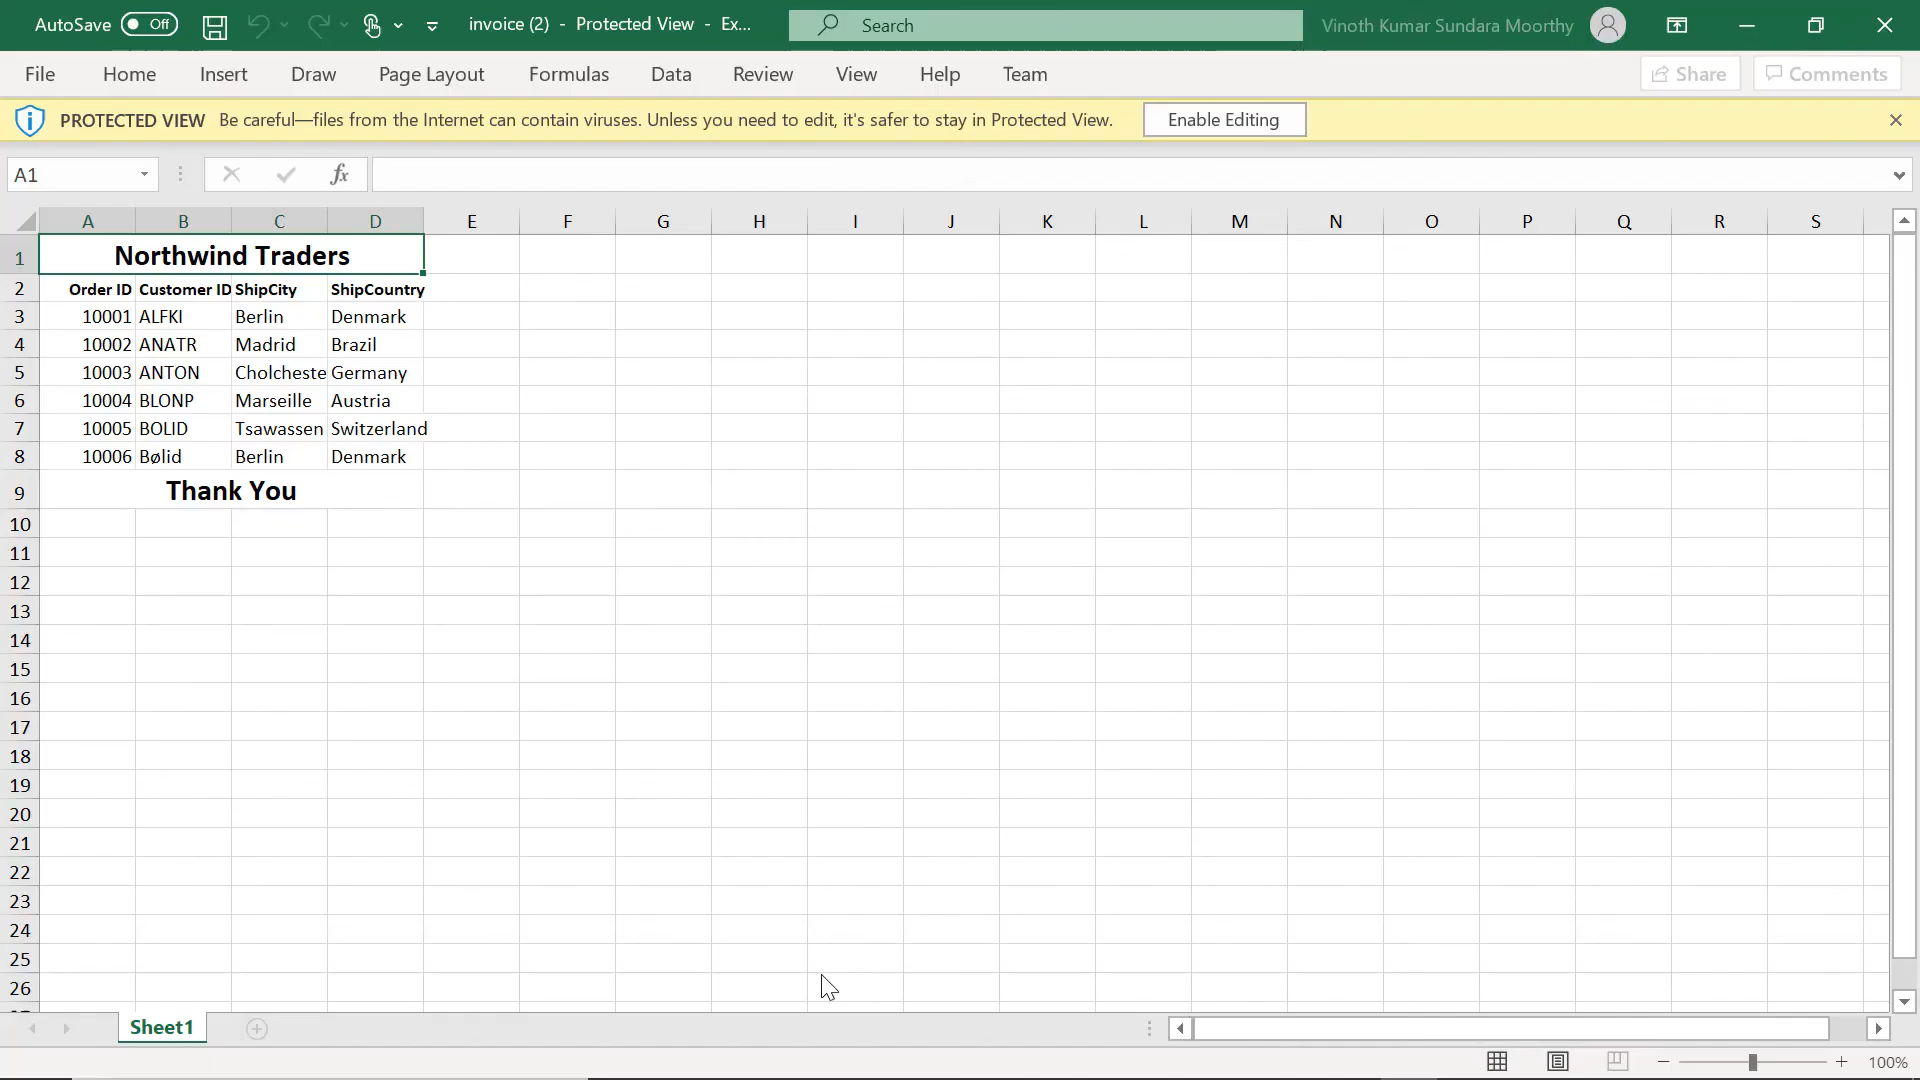 AutoSave Off invoice (2) - Protected View - Ex... Search Vinoth Kumar Sundara Moorthy
File Home Insert Draw Page Layout Formulas Data Review View Help Team Share Comments
PROTECTED VIEW Be careful—files from the Internet can contain viruses. Unless you need to edit, it's safer to stay in Protected View. Enable Editing
A1 fx
A B C D E F G H I J K L M N O P Q R S
1 Northwind Traders
2 Order ID Customer ID ShipCity ShipCountry
3 10001 ALFKI Berlin Denmark
4 10002 ANATR Madrid Brazil
5 10003 ANTON Cholcheste Germany
6 10004 BLONP Marseille Austria
7 10005 BOLID Tsawassen Switzerland
8 10006 Bølid Berlin Denmark
9 Thank You
10
11
12
13
14
15
16
17
18
19
20
21
22
23
24
25
26
Sheet1
100%